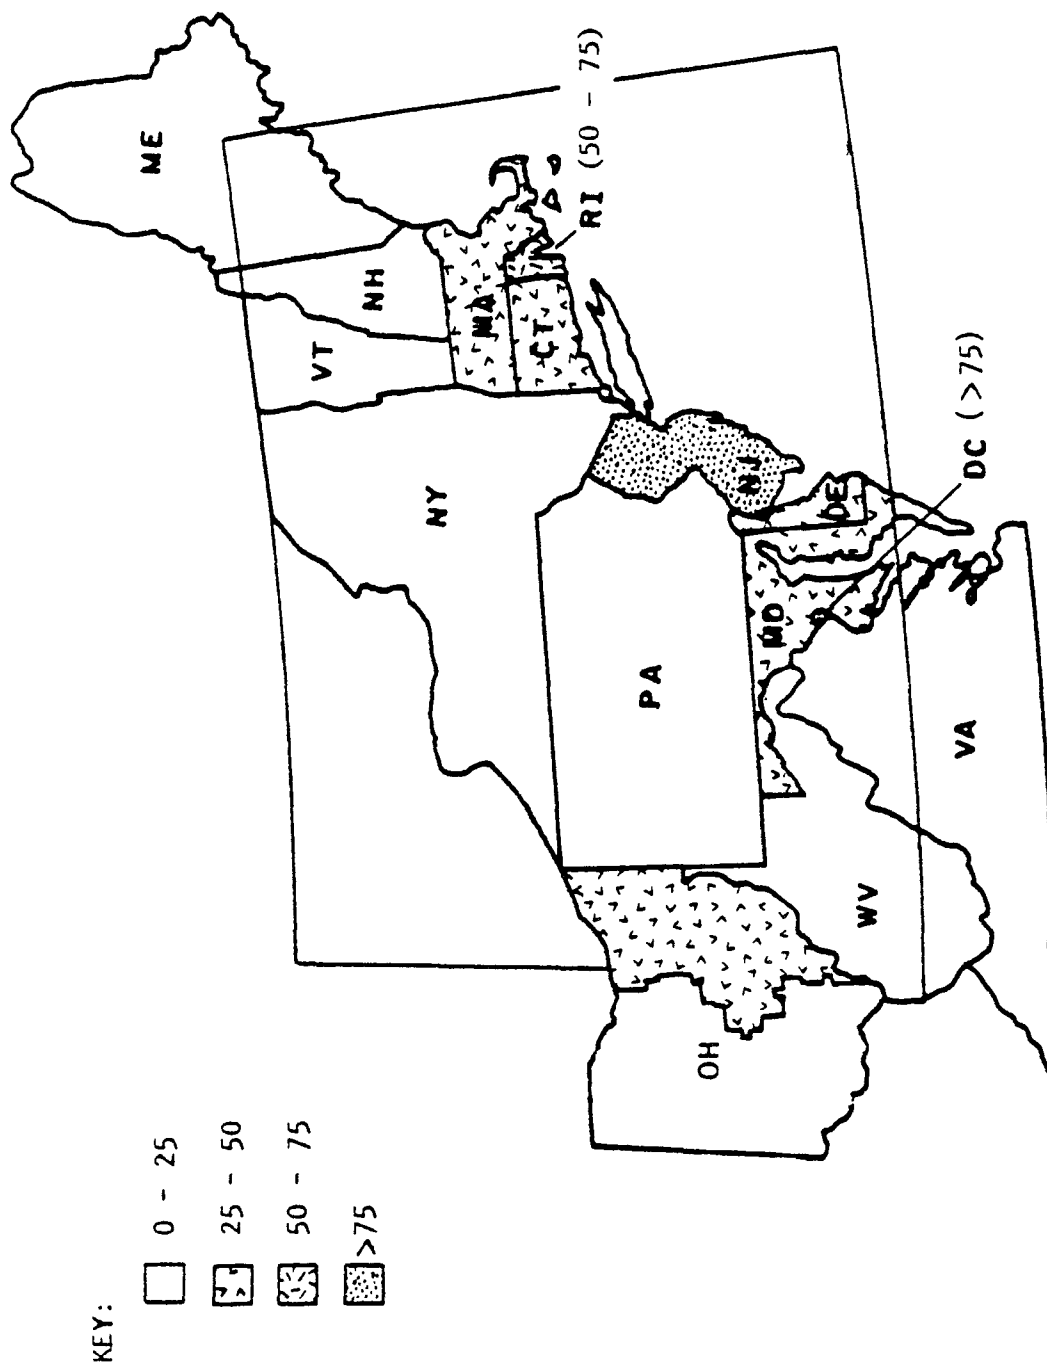 KEY:
0 - 25
25 - 50
50 - 75
>75
ME
VT
NH
MA
CT
RI (50 - 75)
NY
PA
NJ
OH
WV
MD
DE
DC (>75)
VA